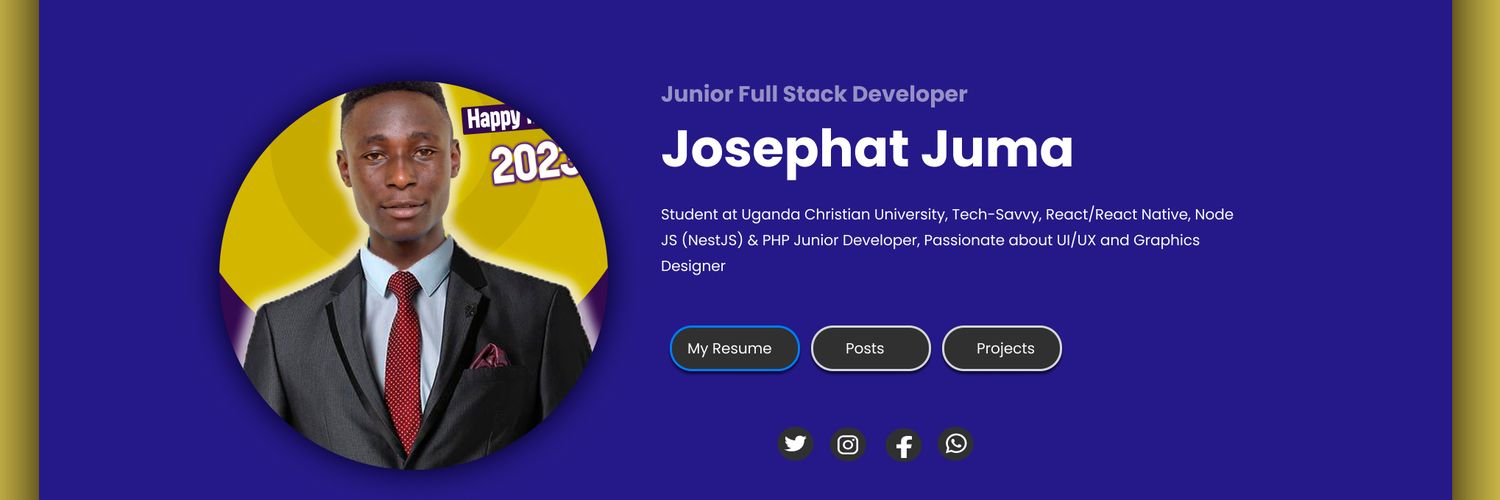 Junior Full Stack Developer
Josephat Juma
Happy
2023
Student at Uganda Christian University, Tech-Savvy, React/React Native, Node
JS (NestJS) & PHP Junior Developer, Passionate about UI/UX and Graphics
Designer
My Resume Posts Projects